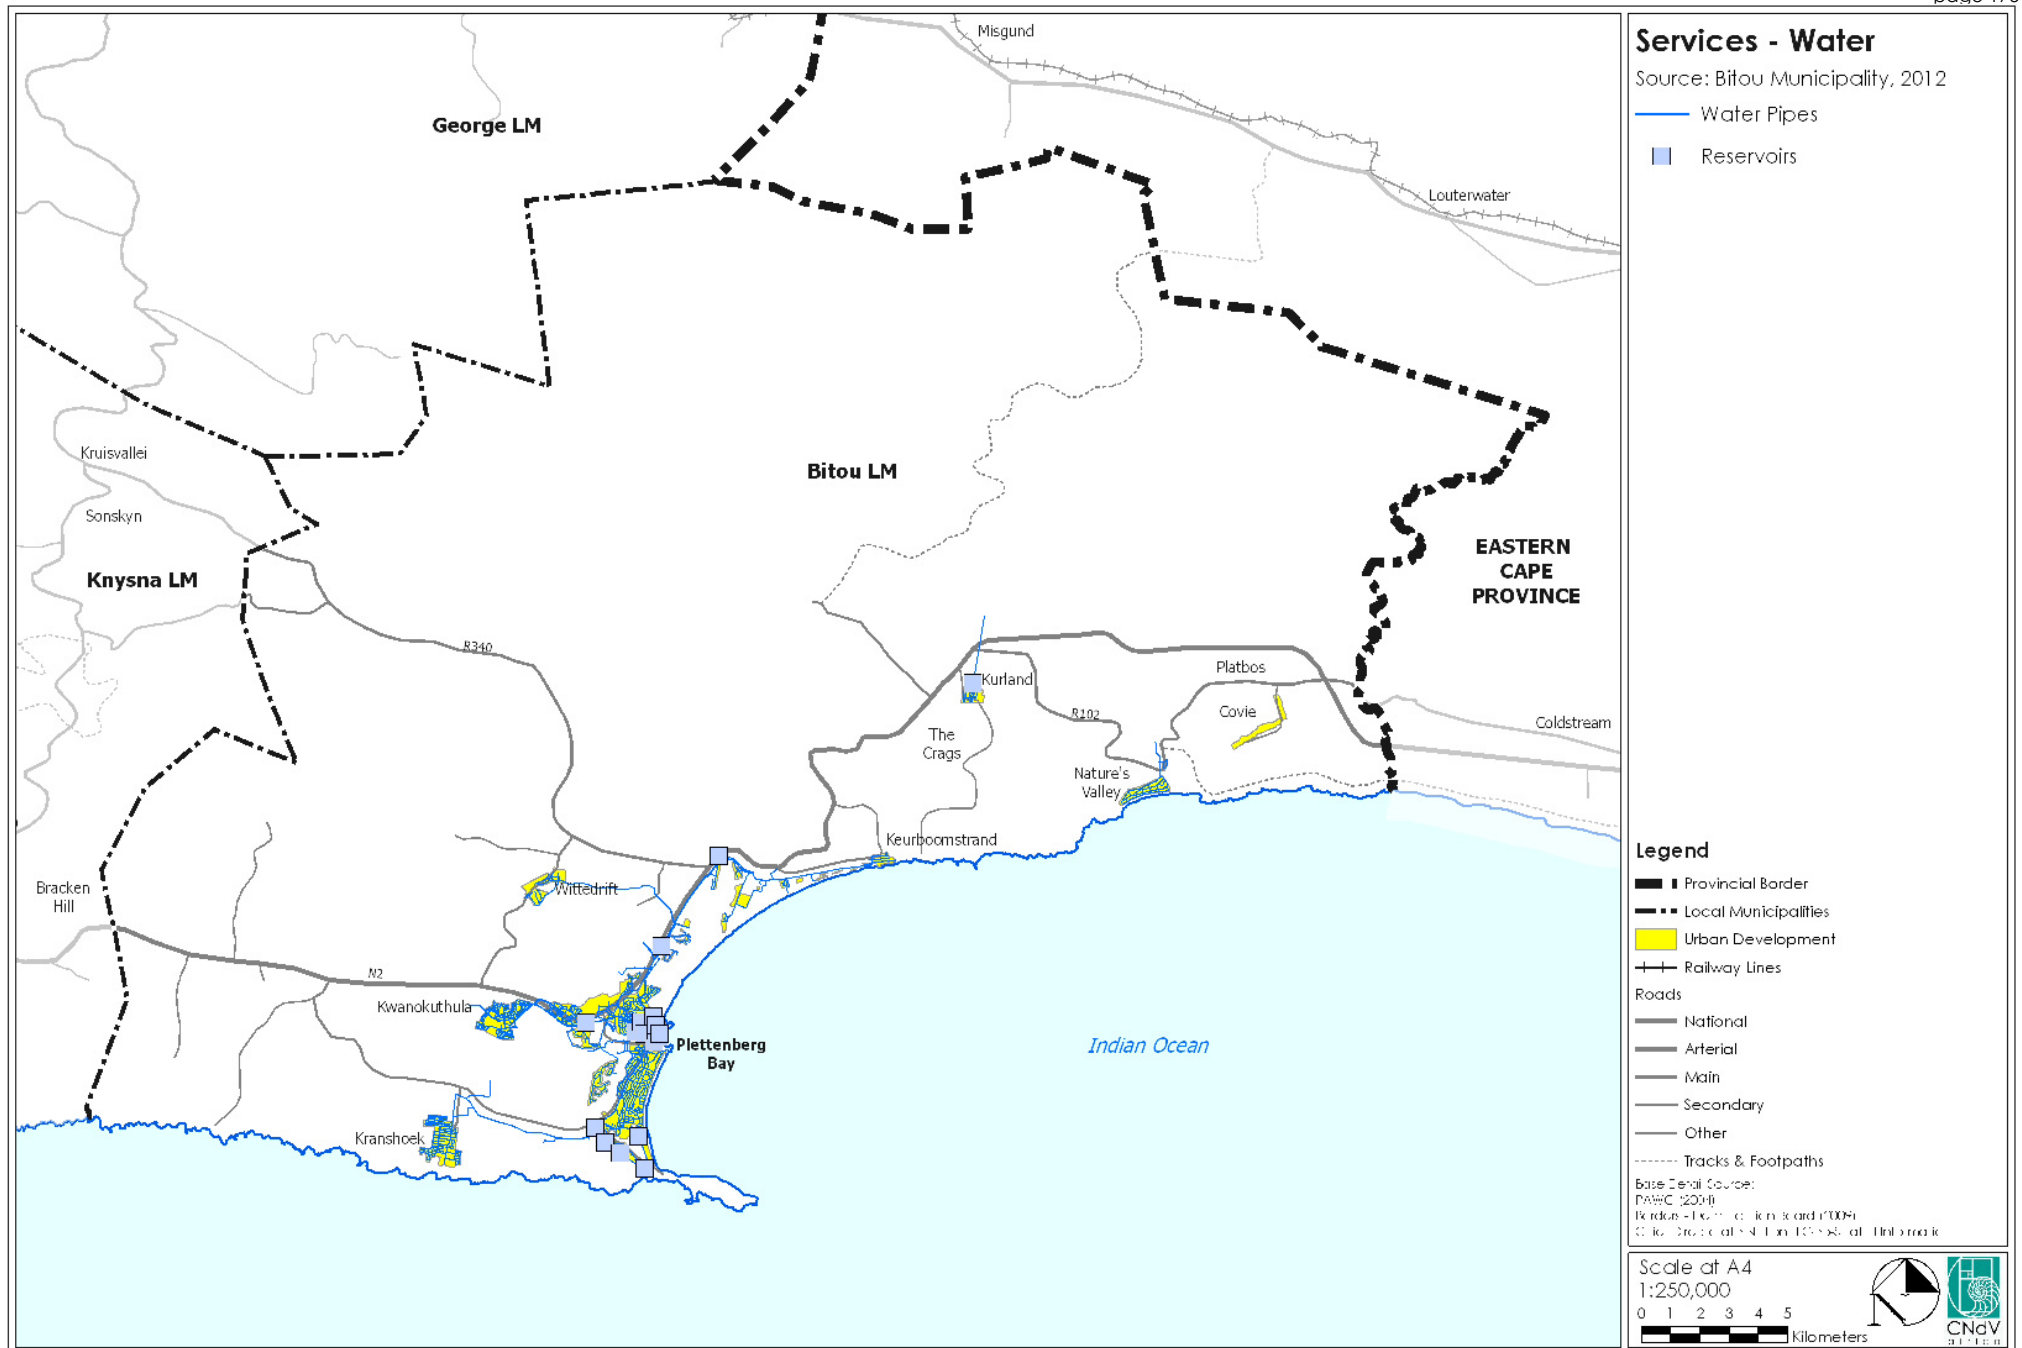 Misgund
George LM
Louterwater
Kruisvallei
Bitou LM
Sonskyn
Knysna LM
EASTERN
CAPE
PROVINCE
R340
Platbos
Kurland
R102
Covie
Coldstream
The
Crags
Nature's
Valley
Keurboomstrand
Bracken
Hill
Wittedrift
N2
Kwanokuthula
Plettenberg
Bay
Indian Ocean
Kranshoek
Services - Water
Source: Bitou Municipality, 2012
Water Pipes
Reservoirs
Legend
Provincial Border
Local Municipalities
Urban Development
Railway Lines
Roads
National
Arterial
Main
Secondary
Other
Tracks & Footpaths
Scale at A4
1:250,000
0 1 2 3 4 5
Kilometers
CNdV